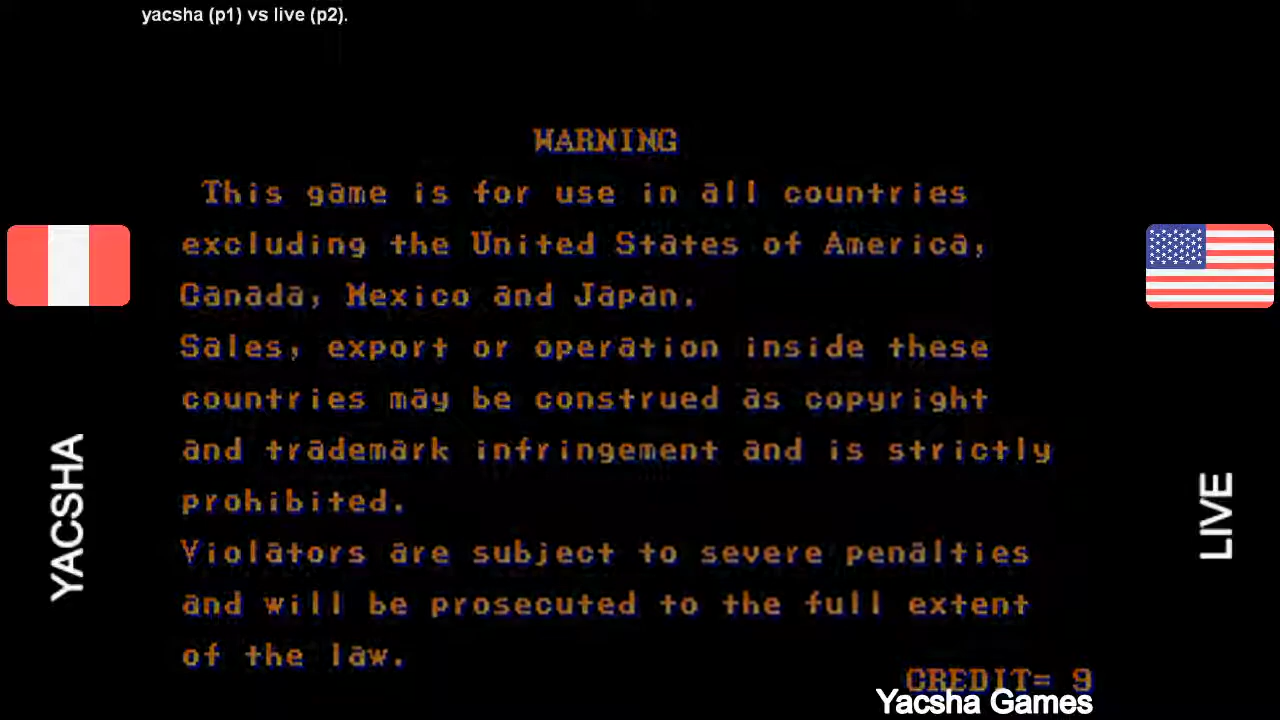 yacsha (p1) vs live (p2).
WARNING
This game is for use in all countries
excluding the United States of America,
Canada, Mexico and Japan.
Sales, export or operation inside these
countries may be construed as copyright
and trademark infringement and is strictly
prohibited.
Violators are subject to severe penalties
and will be prosecuted to the full extent
of the law.
CREDIT= 9
Yacsha Games
YACSHA
LIVE